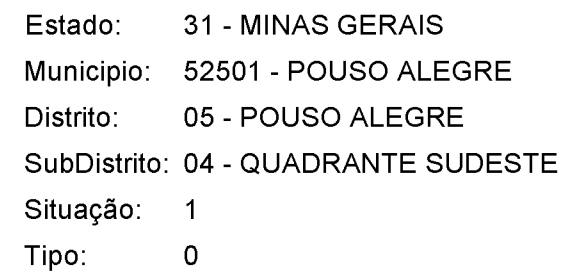 Estado: 31 - MINAS GERAIS
Municipio: 52501 - POUSO ALEGRE
Distrito: 05 - POUSO ALEGRE
SubDistrito: 04 - QUADRANTE SUDESTE
Situação: 1
Tipo: 0